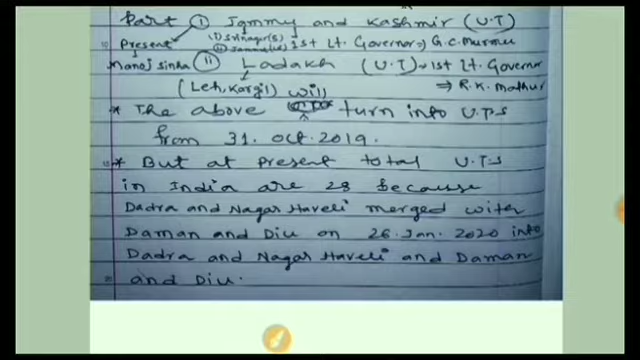 Part ① Jammu and Kashmir (U.T)
(i) Srinagar(S)
Present (ii) Jammu(w) 1st Lt. Governor⇒ G.C. Murmu
Manoj Sinha ⑪ Ladakh (U.T)→1st Lt. Governor
(Leh, Kargil) will ⇒ R.K. Mathur
* The above turn into U.TS
from 31. Oct. 2019.
* But at present total U.T.S
in India are 28 because
Dadra and Nagar Haveli merged with
Daman and Diu on 26. Jan. 2020 into
Dadra and Nagar Haveli and Daman
and Diu.